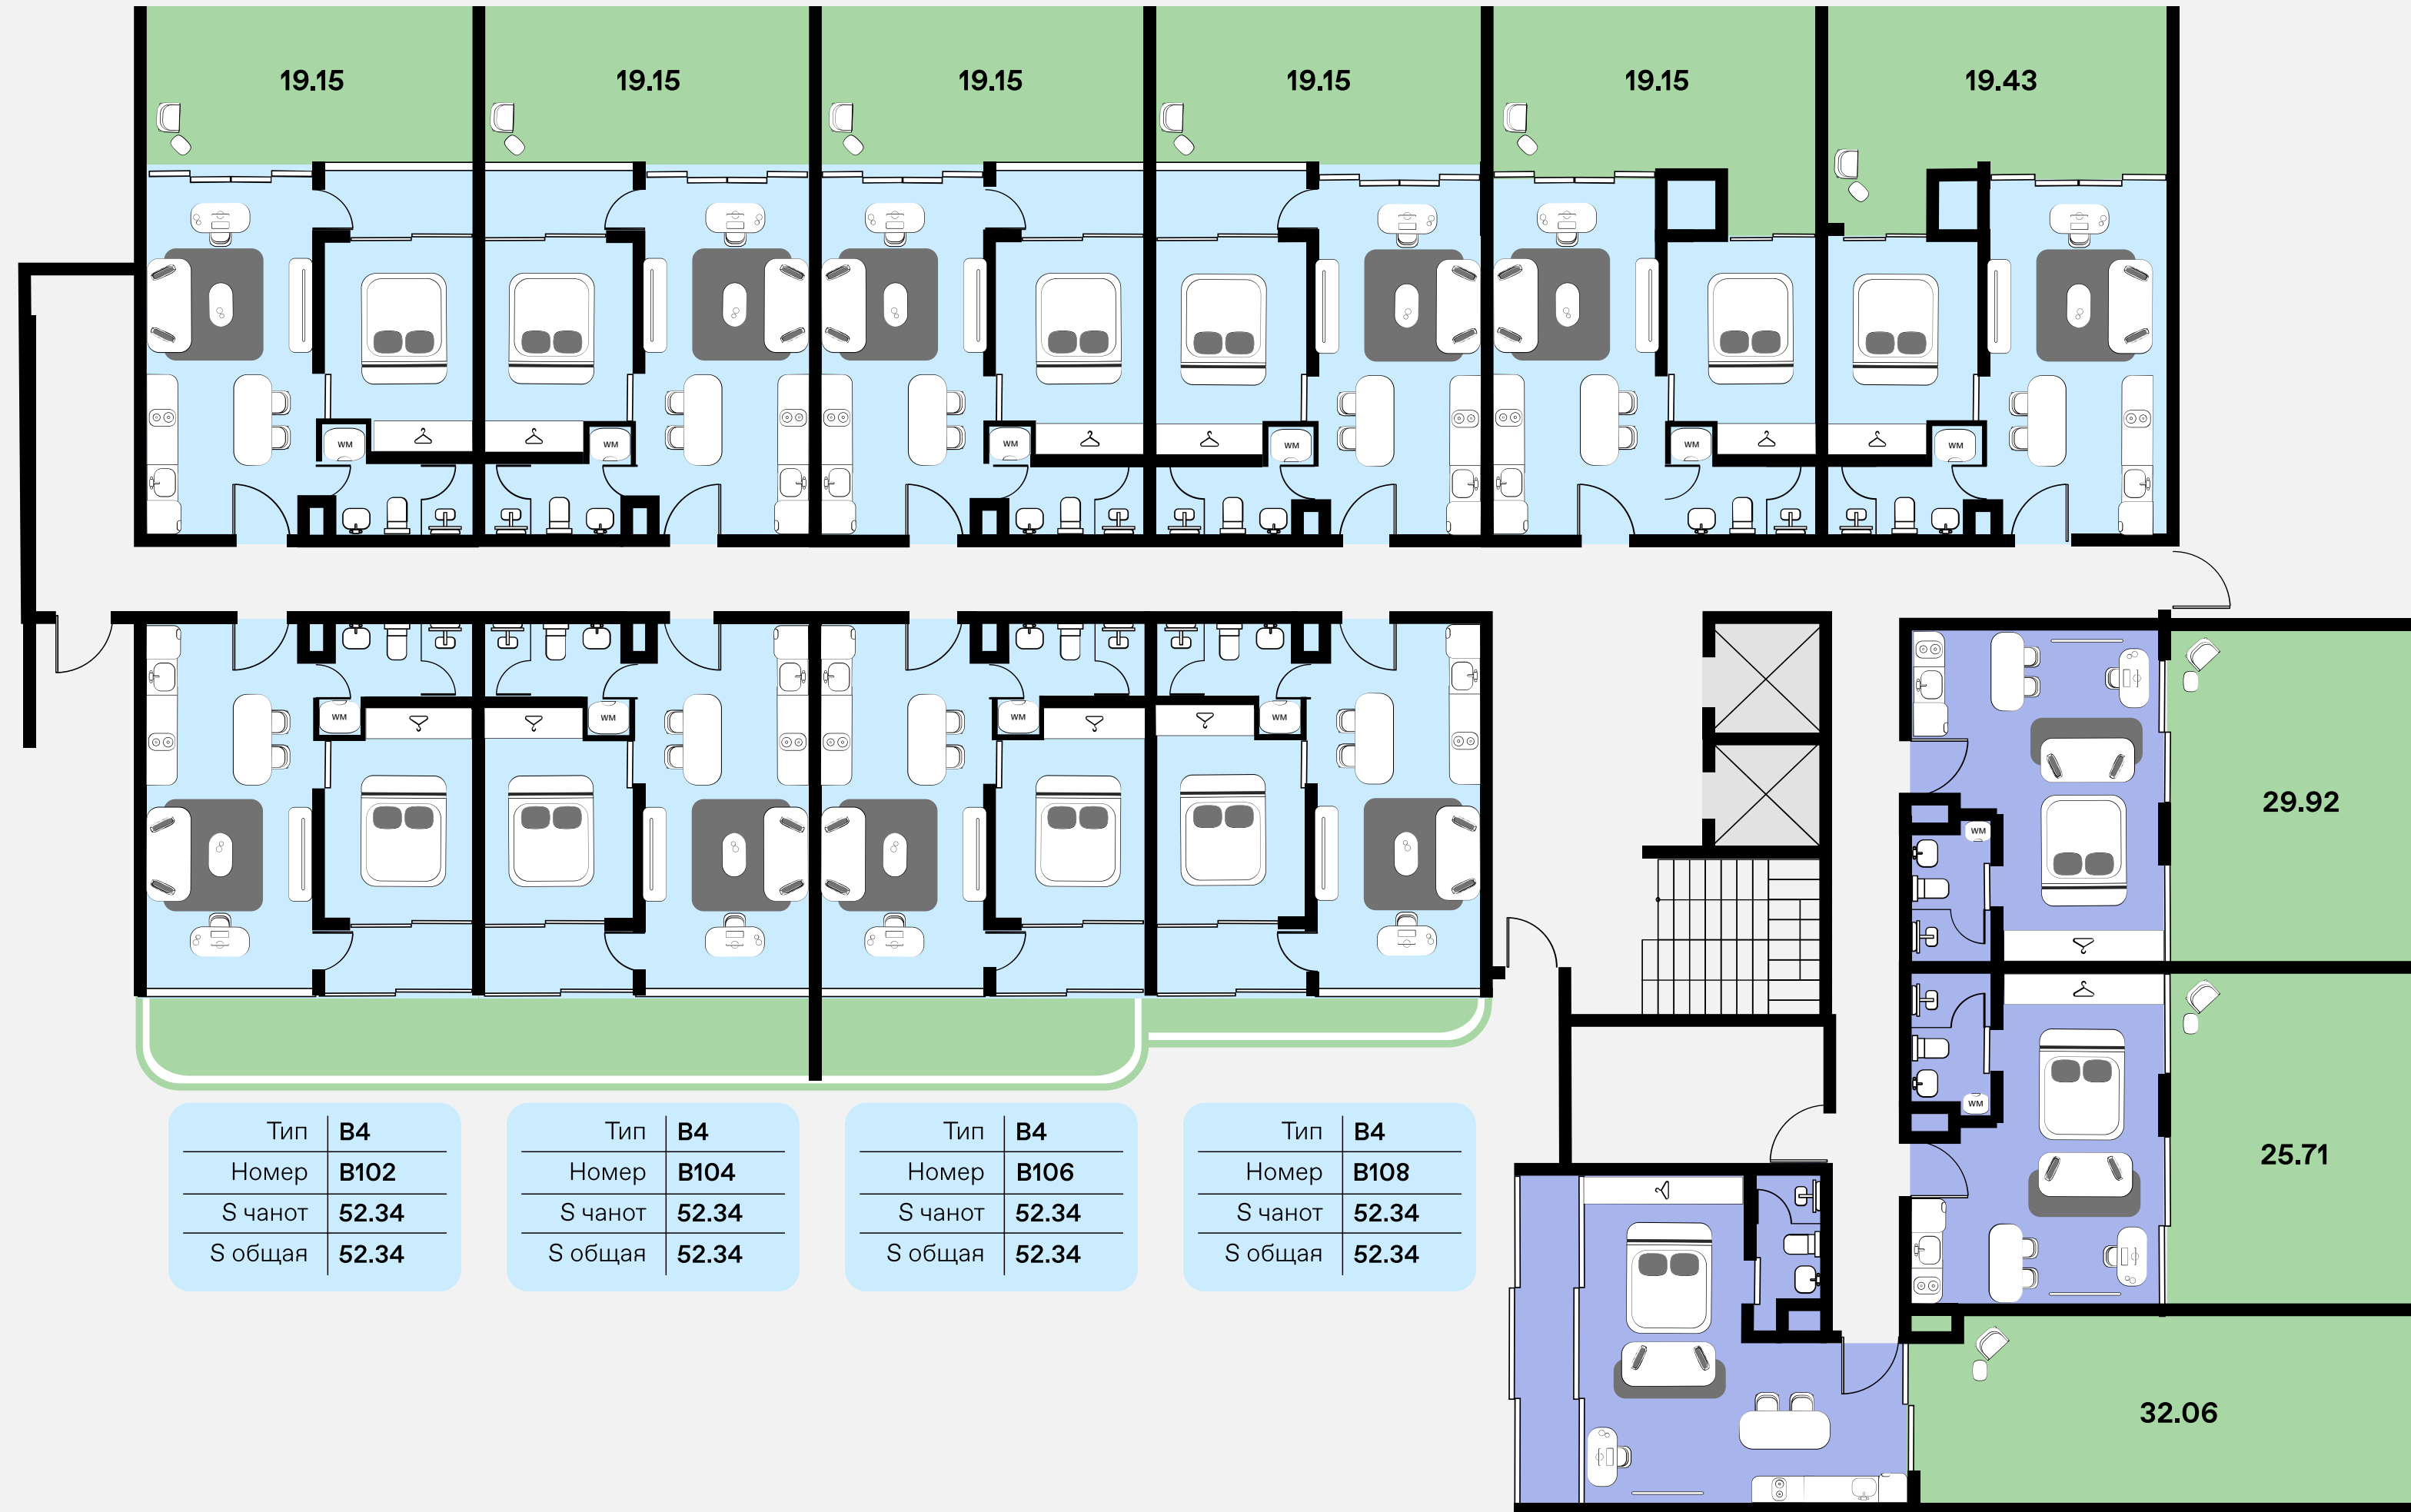 19.15 19.15 19.15 19.15 19.15 19.43
WM WM WM WM WM WM
WM WM WM WM
29.92
WM
WM
25.71
Тип B4
Номер B102
S чанот 52.34
S общая 52.34
Тип B4
Номер B104
S чанот 52.34
S общая 52.34
Тип B4
Номер B106
S чанот 52.34
S общая 52.34
Тип B4
Номер B108
S чанот 52.34
S общая 52.34
32.06